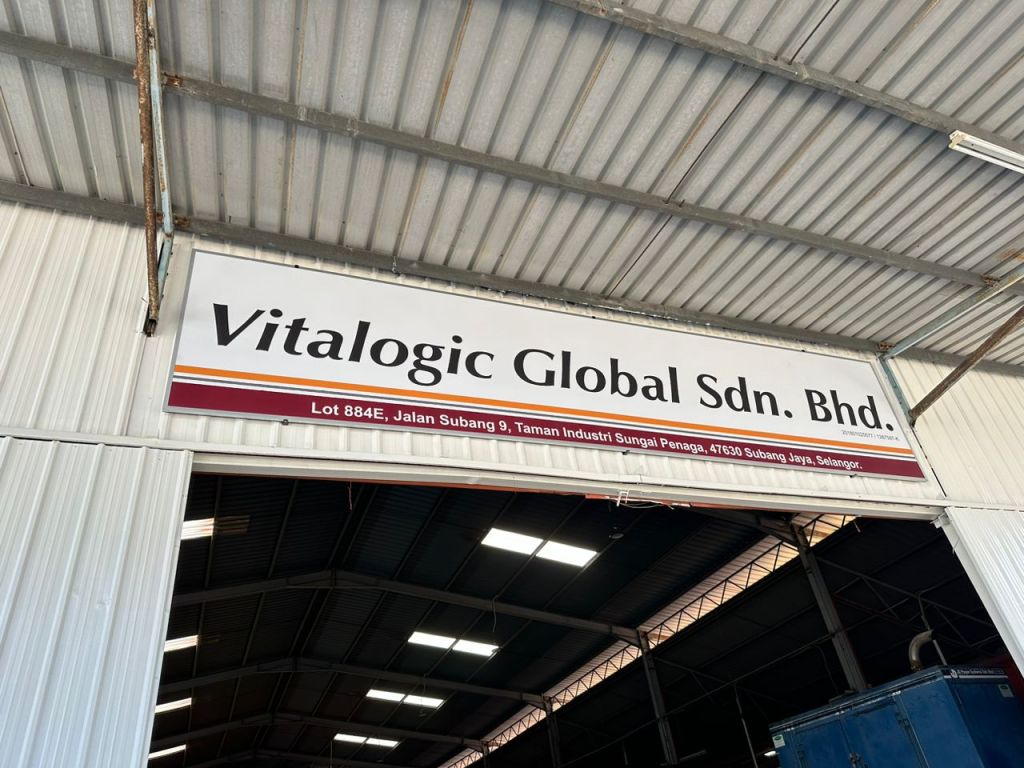 Vitalogic Global Sdn. Bhd.
Lot 884E, Jalan Subang 9, Taman Industri Sungai Penaga, 47630 Subang Jaya, Selangor.